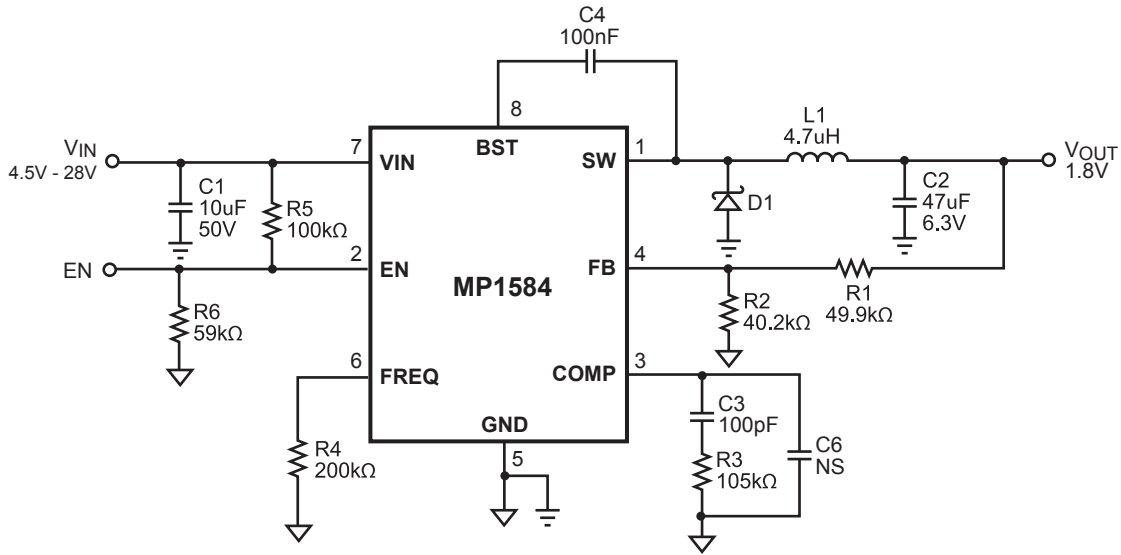 C4
100nF
8
BST
VIN
4.5V - 28V
7
VIN
C1
10uF
50V
R5
100kΩ
SW
1
L1
4.7uH
VOUT
1.8V
D1
C2
47uF
6.3V
EN
2
EN
MP1584
FB
4
R1
49.9kΩ
R2
40.2kΩ
R6
59kΩ
6
FREQ
COMP
3
R4
200kΩ
GND
5
C3
100pF
R3
105kΩ
C6
NS